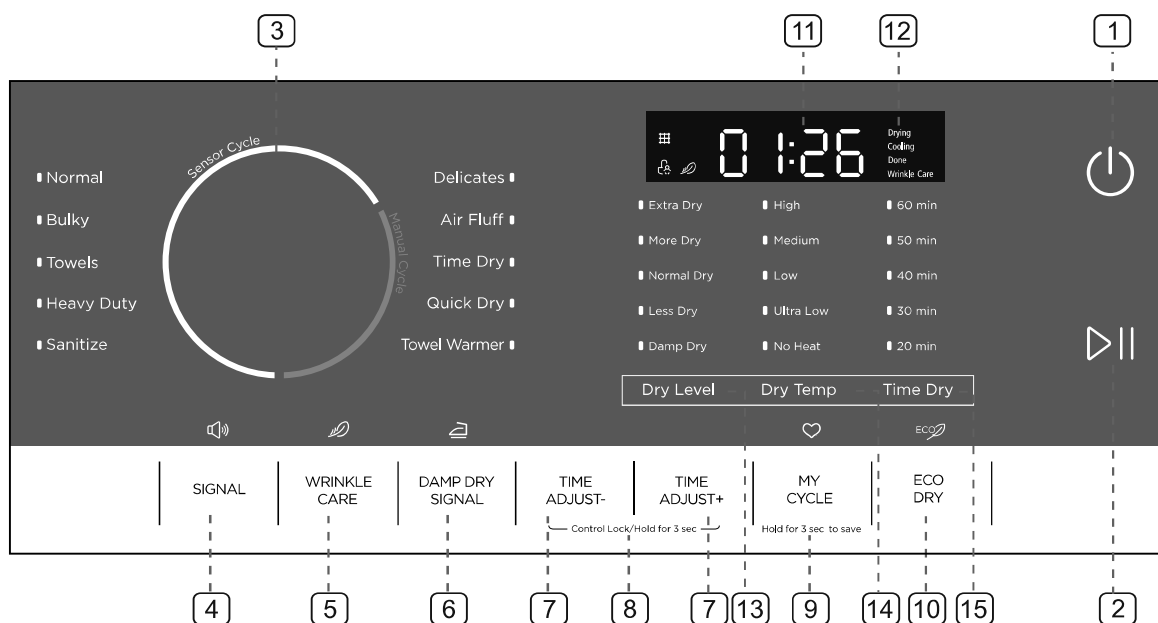 3
11
12
1
Sensor Cycle
Manual Cycle
Normal
Bulky
Towels
Heavy Duty
Sanitize
Delicates
Air Fluff
Time Dry
Quick Dry
Towel Warmer
01:26
Drying
Cooling
Done
Wrinkle Care
Extra Dry
More Dry
Normal Dry
Less Dry
Damp Dry
High
Medium
Low
Ultra Low
No Heat
60 min
50 min
40 min
30 min
20 min
Dry Level
Dry Temp
Time Dry
ECO
SIGNAL
WRINKLE
CARE
DAMP DRY
SIGNAL
TIME
ADJUST-
TIME
ADJUST+
Control Lock/Hold for 3 sec
MY
CYCLE
Hold for 3 sec to save
ECO
DRY
4
5
6
7
8
7
13
9
14
10
15
2